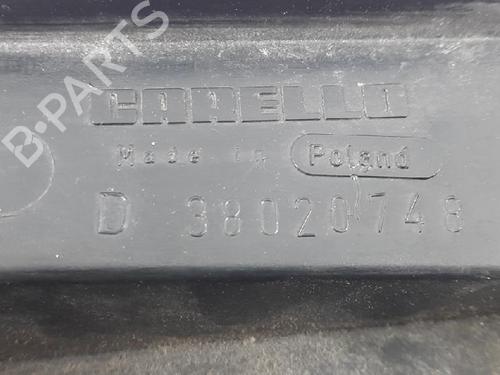 CARELLO
Made in Poland
D 38020748
B-PARTS